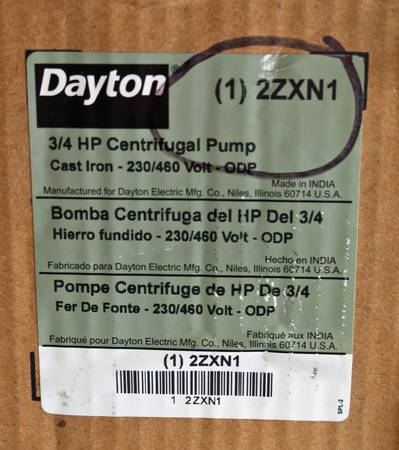 Dayton®
(1) 2ZXN1
3/4 HP Centrifugal Pump
Cast Iron - 230/460 Volt - ODP
Made in INDIA
Manufactured for Dayton Electric Mfg. Co., Niles, Illinois 60714 U.S.A.
Bomba Centrifuga del HP Del 3/4
Hierro fundido - 230/460 Volt - ODP
Hecho en INDIA
Fabricado para Dayton Electric Mfg. Co., Niles, Illinois 60714 U.S.A.
Pompe Centrifuge de HP De 3/4
Fer De Fonte - 230/460 Volt - ODP
Fabriqué aux INDIA
Fabriqué pour Dayton Electric Mfg. Co., Niles, Illinois 60714 U.S.A.
(1) 2ZXN1
1 2ZXN1
SPL-2